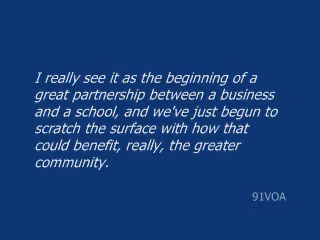 I really see it as the beginning of a
great partnership between a business
and a school, and we've just begun to
scratch the surface with how that
could benefit, really, the greater
community.
91VOA